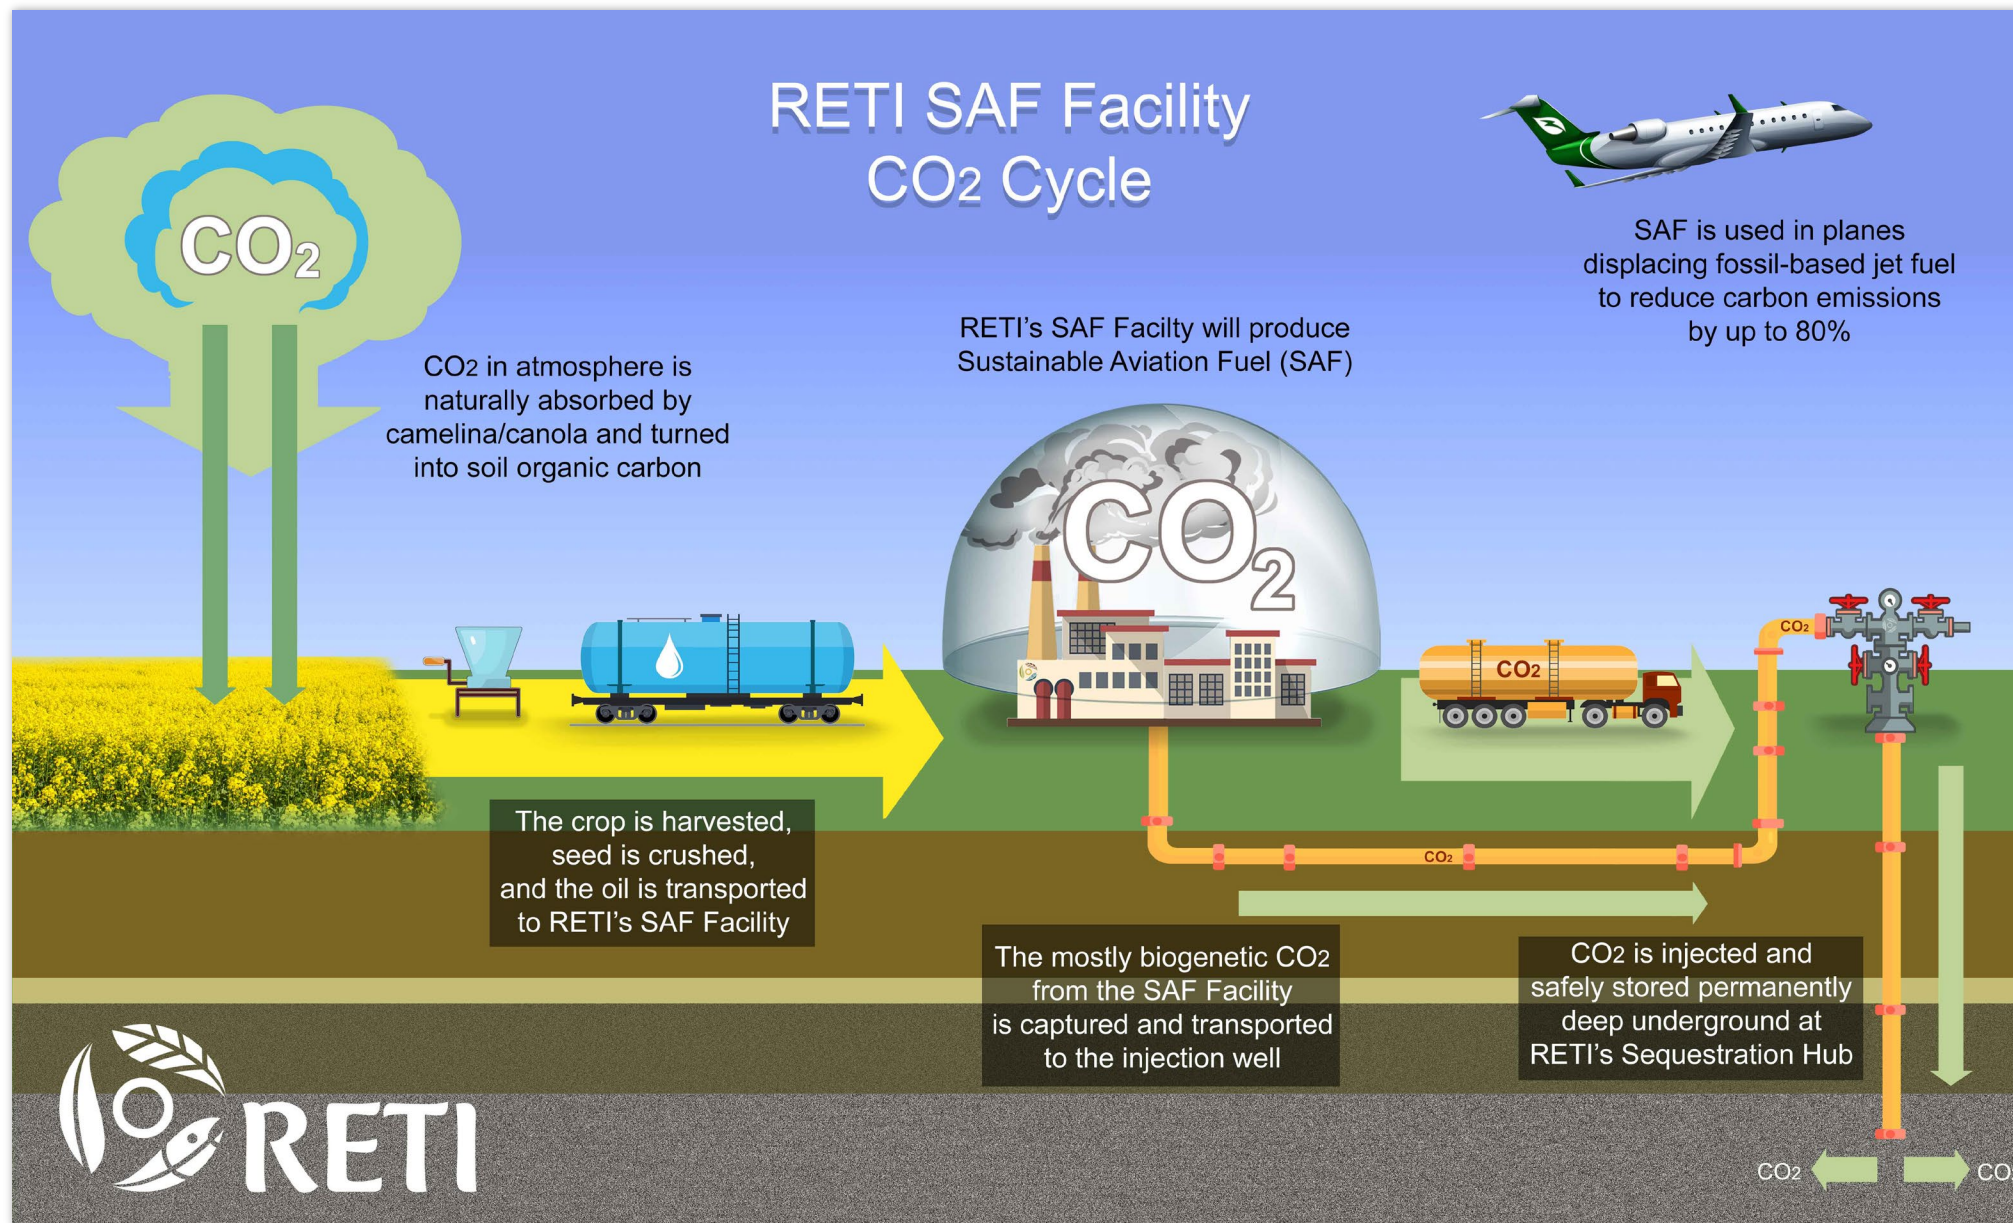 RETI SAF Facility
CO2 Cycle
CO2
CO2 in atmosphere is
naturally absorbed by
camelina/canola and turned
into soil organic carbon
RETI's SAF Facilty will produce
Sustainable Aviation Fuel (SAF)
SAF is used in planes
displacing fossil-based jet fuel
to reduce carbon emissions
by up to 80%
CO2
CO2
CO2
CO2
The crop is harvested,
seed is crushed,
and the oil is transported
to RETI's SAF Facility
The mostly biogenetic CO2
from the SAF Facility
is captured and transported
to the injection well
CO2 is injected and
safely stored permanently
deep underground at
RETI's Sequestration Hub
RETI
CO2
CO